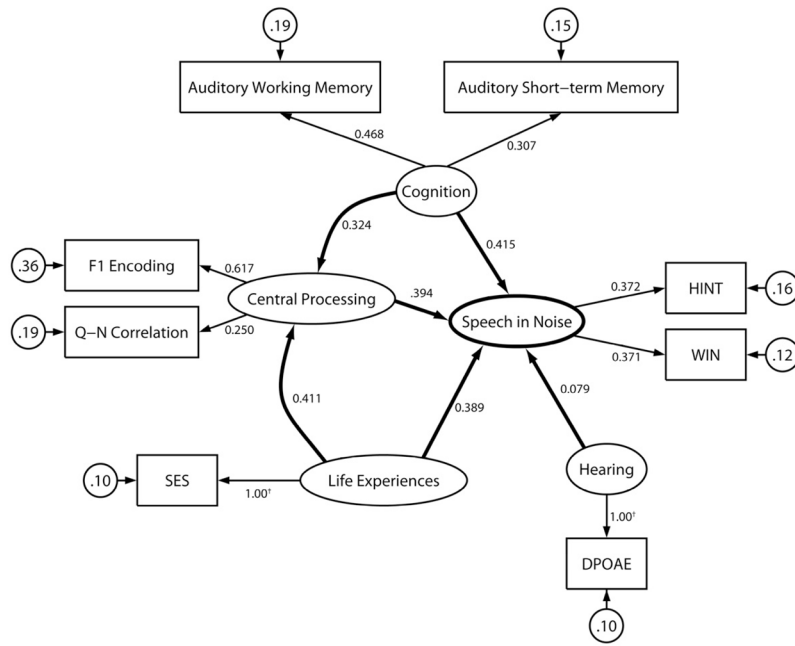 .19
.15
Auditory Working Memory
Auditory Short−term Memory
0.468
0.307
Cognition
0.324
0.415
.36
F1 Encoding
0.617
Central Processing
.394
0.372
HINT
.16
.19
Q−N Correlation
0.250
Speech in Noise
0.371
WIN
.12
0.411
0.389
0.079
.10
SES
1.00†
Life Experiences
Hearing
1.00†
DPOAE
.10